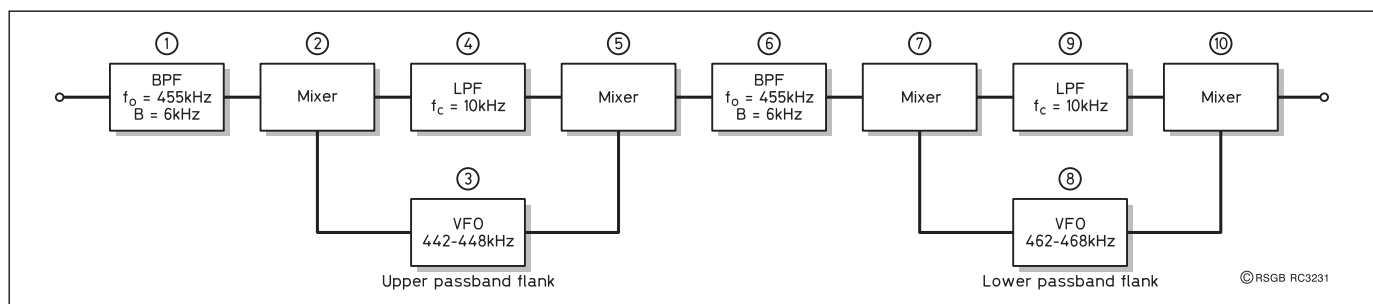 ①
BPF
fo = 455kHz
B = 6kHz
②
Mixer
④
LPF
fc = 10kHz
⑤
Mixer
⑥
BPF
fo = 455kHz
B = 6kHz
⑦
Mixer
⑨
LPF
fc = 10kHz
⑩
Mixer
③
VFO
442-448kHz
Upper passband flank
⑧
VFO
462-468kHz
Lower passband flank
©RSGB RC3231